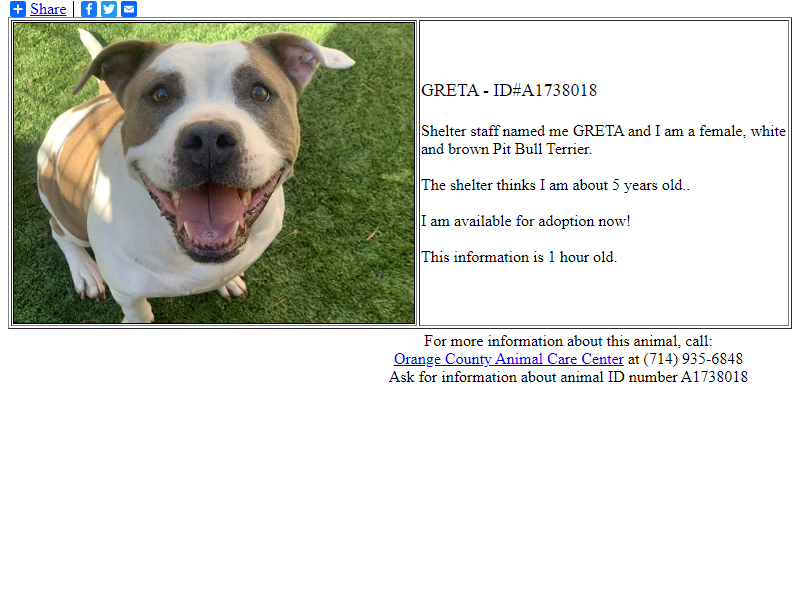 Share |
GRETA - ID#A1738018
Shelter staff named me GRETA and I am a female, white
and brown Pit Bull Terrier.
The shelter thinks I am about 5 years old..
I am available for adoption now!
This information is 1 hour old.
For more information about this animal, call:
Orange County Animal Care Center at (714) 935-6848
Ask for information about animal ID number A1738018